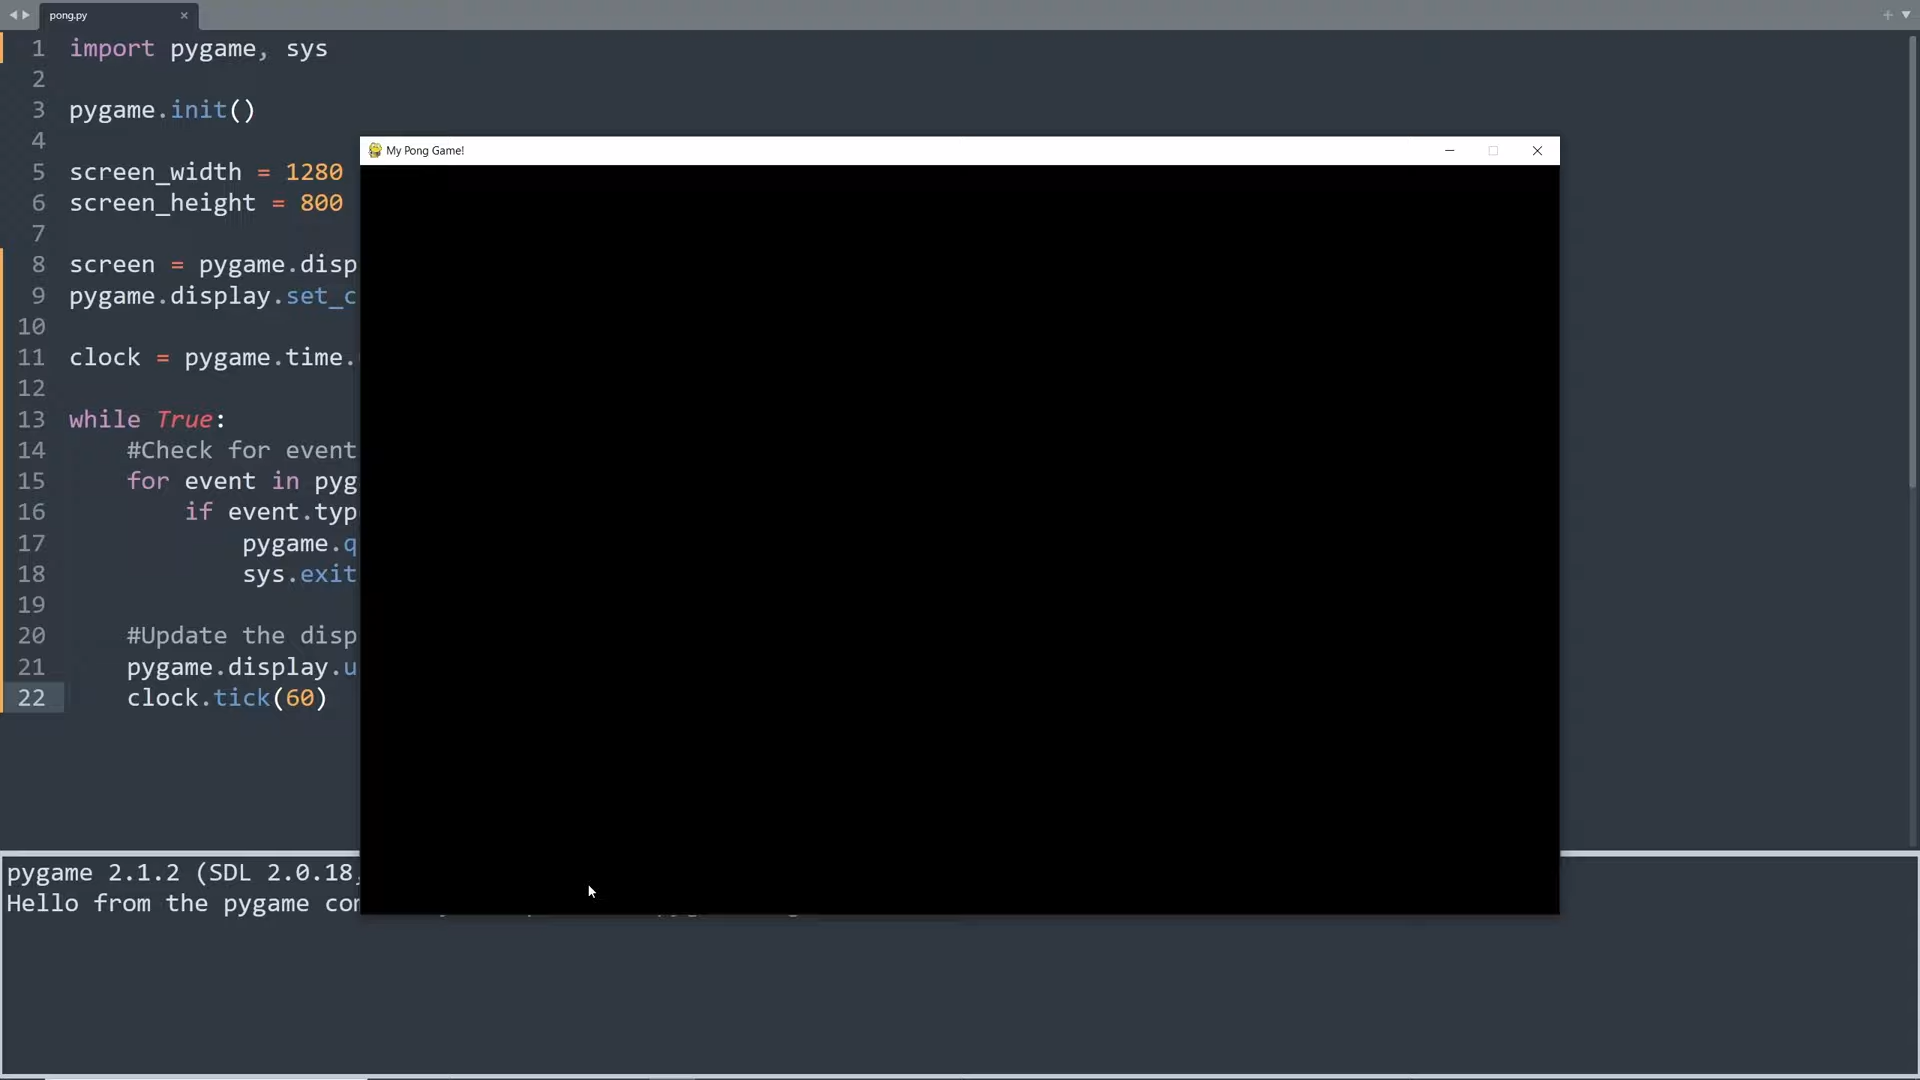 pong.py
1 import pygame, sys
2
3 pygame.init()
4
My Pong Game!
5 screen_width = 1280
6 screen_height = 800
7
8 screen = pygame.disp
9 pygame.display.set_c
10
11 clock = pygame.time.
12
13 while True:
14 #Check for event
15 for event in pyg
16 if event.typ
17 pygame.q
18 sys.exit
19
20 #Update the disp
21 pygame.display.u
22 clock.tick(60)
pygame 2.1.2 (SDL 2.0.18,
Hello from the pygame con